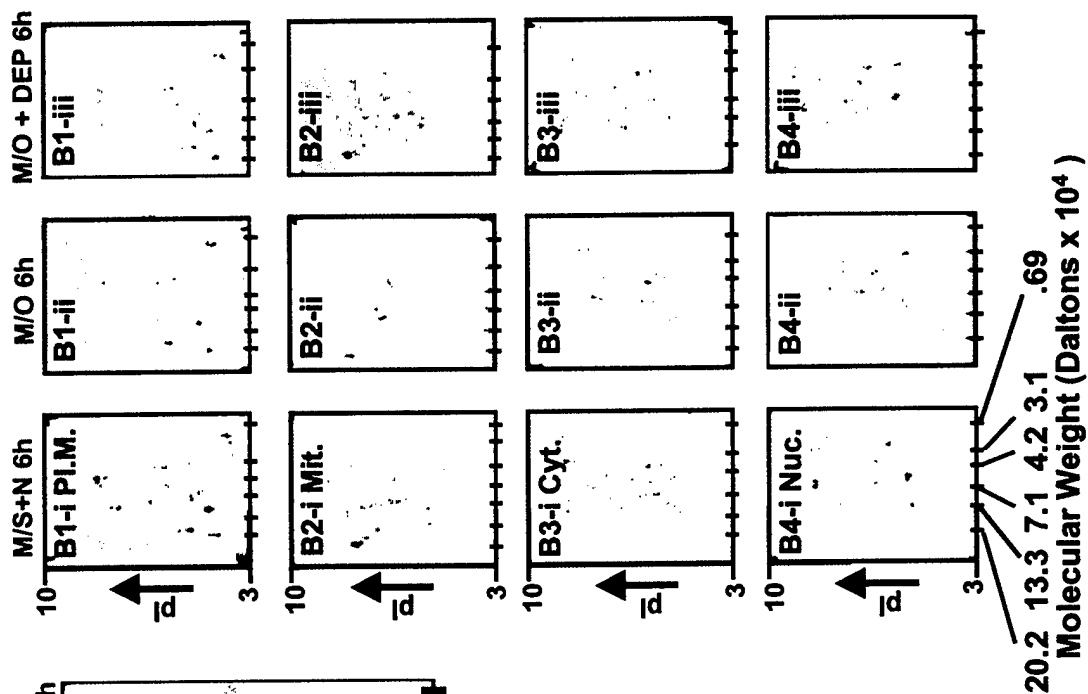 M/S+N 6h M/O 6h M/O + DEP 6h
10 B1-i Pl.M. B1-ii B1-iii
pI
3
10 B2-i Mit. B2-ii B2-iii
pI
3
10 B3-i Cyt. B3-ii B3-iii
pI
3
10 B4-i Nuc. B4-ii B4-iii
pI
3
20.2 13.3 7.1 4.2 3.1 .69
Molecular Weight (Daltons x 10⁴ )
h